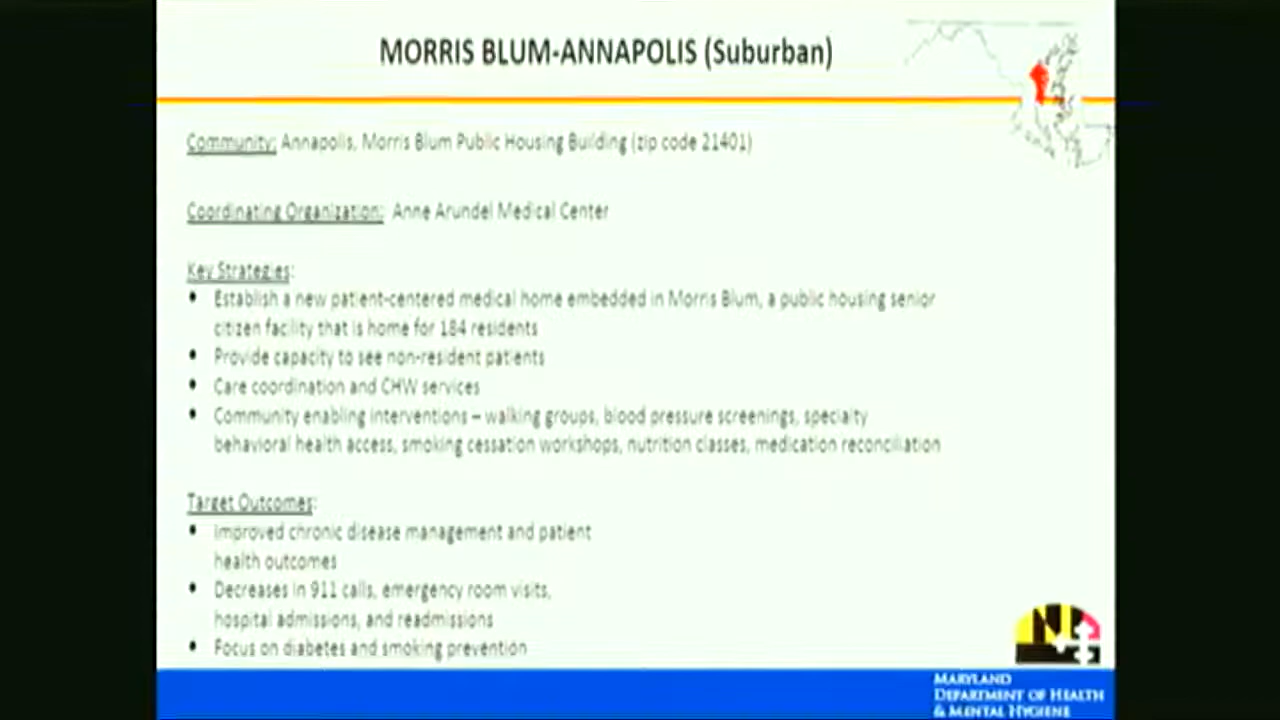 MORRIS BLUM-ANNAPOLIS (Suburban)
Community: Annapolis, Morris Blum Public Housing Building (zip code 21401)
Coordinating Organization: Anne Arundel Medical Center
Key Strategies:
• Establish a new patient-centered medical home embedded in Morris Blum, a public housing senior
citizen facility that is home for 184 residents
• Provide capacity to see non-resident patients
• Care coordination and CHW services
• Community enabling interventions – walking groups, blood pressure screenings, specialty
behavioral health access, smoking cessation workshops, nutrition classes, medication reconciliation
Target Outcomes:
• Improved chronic disease management and patient
health outcomes
• Decreases in 911 calls, emergency room visits,
hospital admissions, and readmissions
• Focus on diabetes and smoking prevention
MARYLAND
DEPARTMENT OF HEALTH
& MENTAL HYGIENE